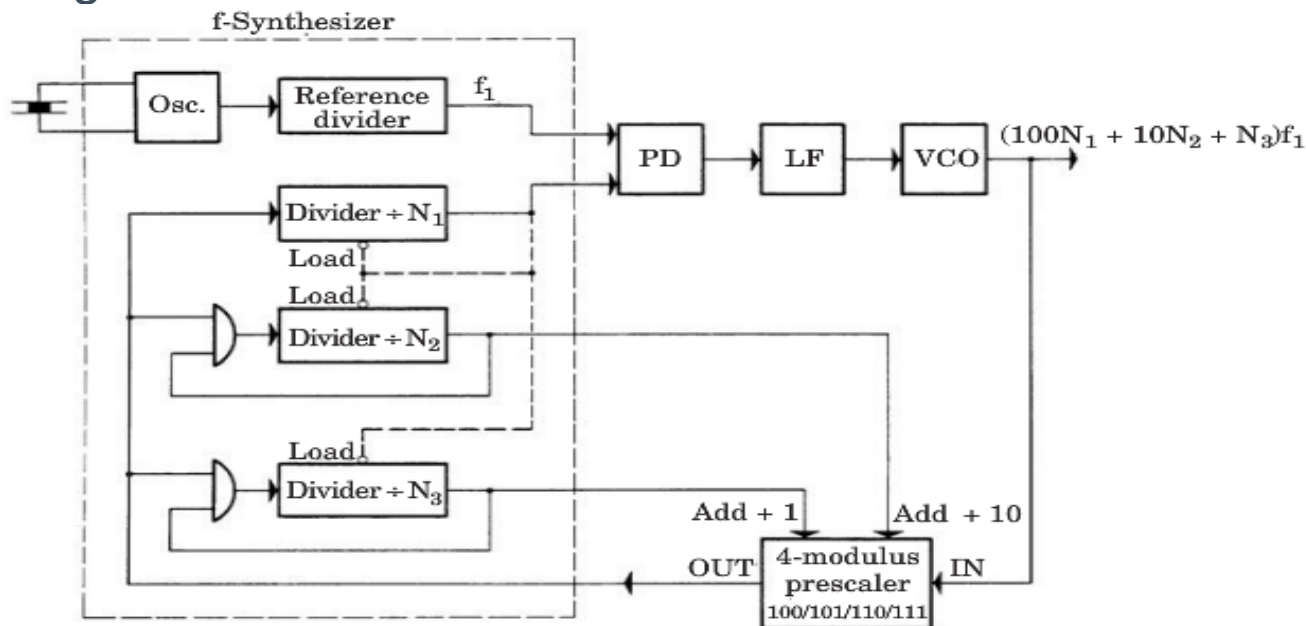 f-Synthesizer
Osc.
Reference
divider
f₁
PD
LF
VCO
(100N₁ + 10N₂ + N₃)f₁
Divider ÷ N₁
Load
Load
Divider ÷ N₂
Load
Divider ÷ N₃
Add + 1
Add + 10
OUT
4-modulus
prescaler
100/101/110/111
IN